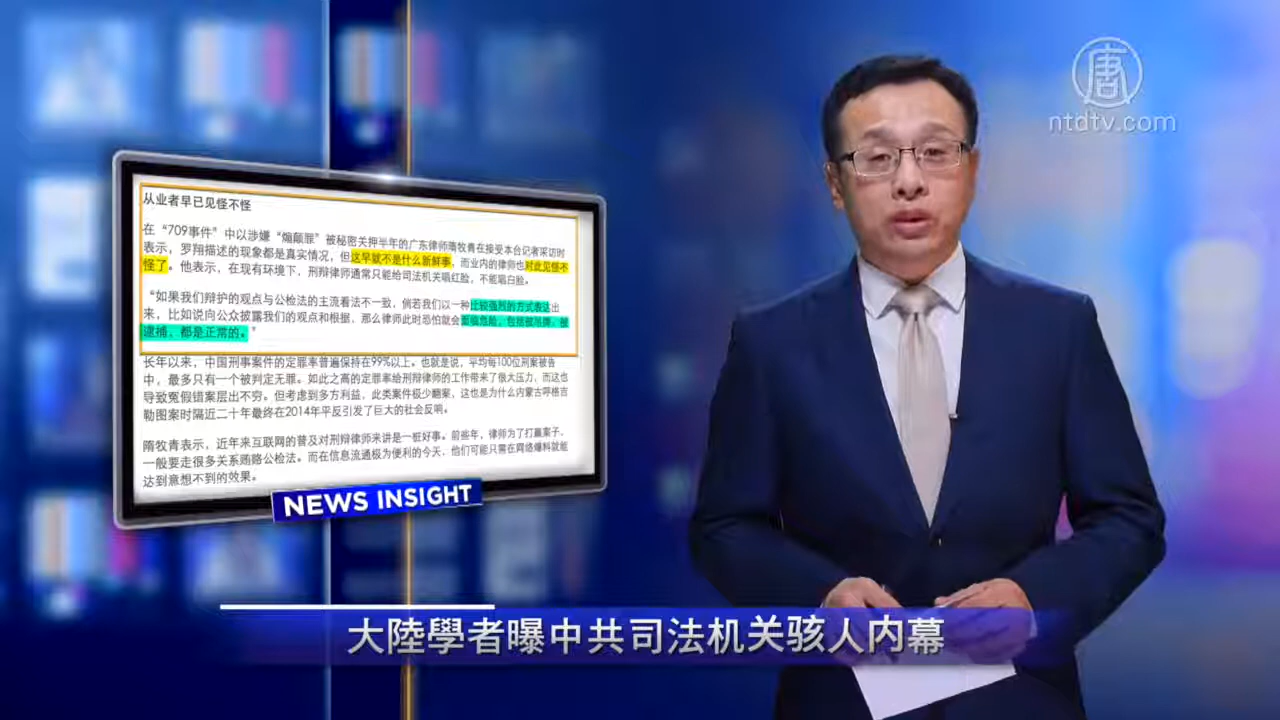 唐
ntdtv.com
从业者早已见怪不怪
在“709事件”中以涉嫌“煽颠罪”被秘密关押半年的广东律师隋牧青在接受本台记者采访时
表示，罗翔描述的现象都是真实情况，但这早就不是什么新鲜事，而业内的律师也对此见怪不
怪了。他表示，在现有环境下，刑辩律师通常只能给司法机关唱红脸，不能唱白脸。
“如果我们辩护的观点与公检法的主流看法不一致，倘若我们以一种比较强烈的方式表达出
来，比如说向公众披露我们的观点和根据，那么律师此时恐怕就会面临危险，包括被吊牌、被
逮捕，都是正常的。”
长年以来，中国刑事案件的定罪率普遍保持在99%以上。也就是说，平均每100位刑案被告
中，最多只有一个被判定无罪。如此之高的定罪率给刑辩律师的工作带来了很大压力，而这也
导致冤假错案层出不穷。但考虑到多方利益，此类案件极少翻案，这也是为什么内蒙古呼格吉
勒图案时隔近二十年最终在2014年平反引发了巨大的社会反响。
隋牧青表示，近年来互联网的普及对刑辩律师来讲是一桩好事。前些年，律师为了打赢案子，
一般要走很多关系贿赂公检法。而在信息流通极为便利的今天，他们可能只需在网络爆料就能
达到意想不到的效果。
NEWS INSIGHT
大陸學者曝中共司法机关骇人内幕